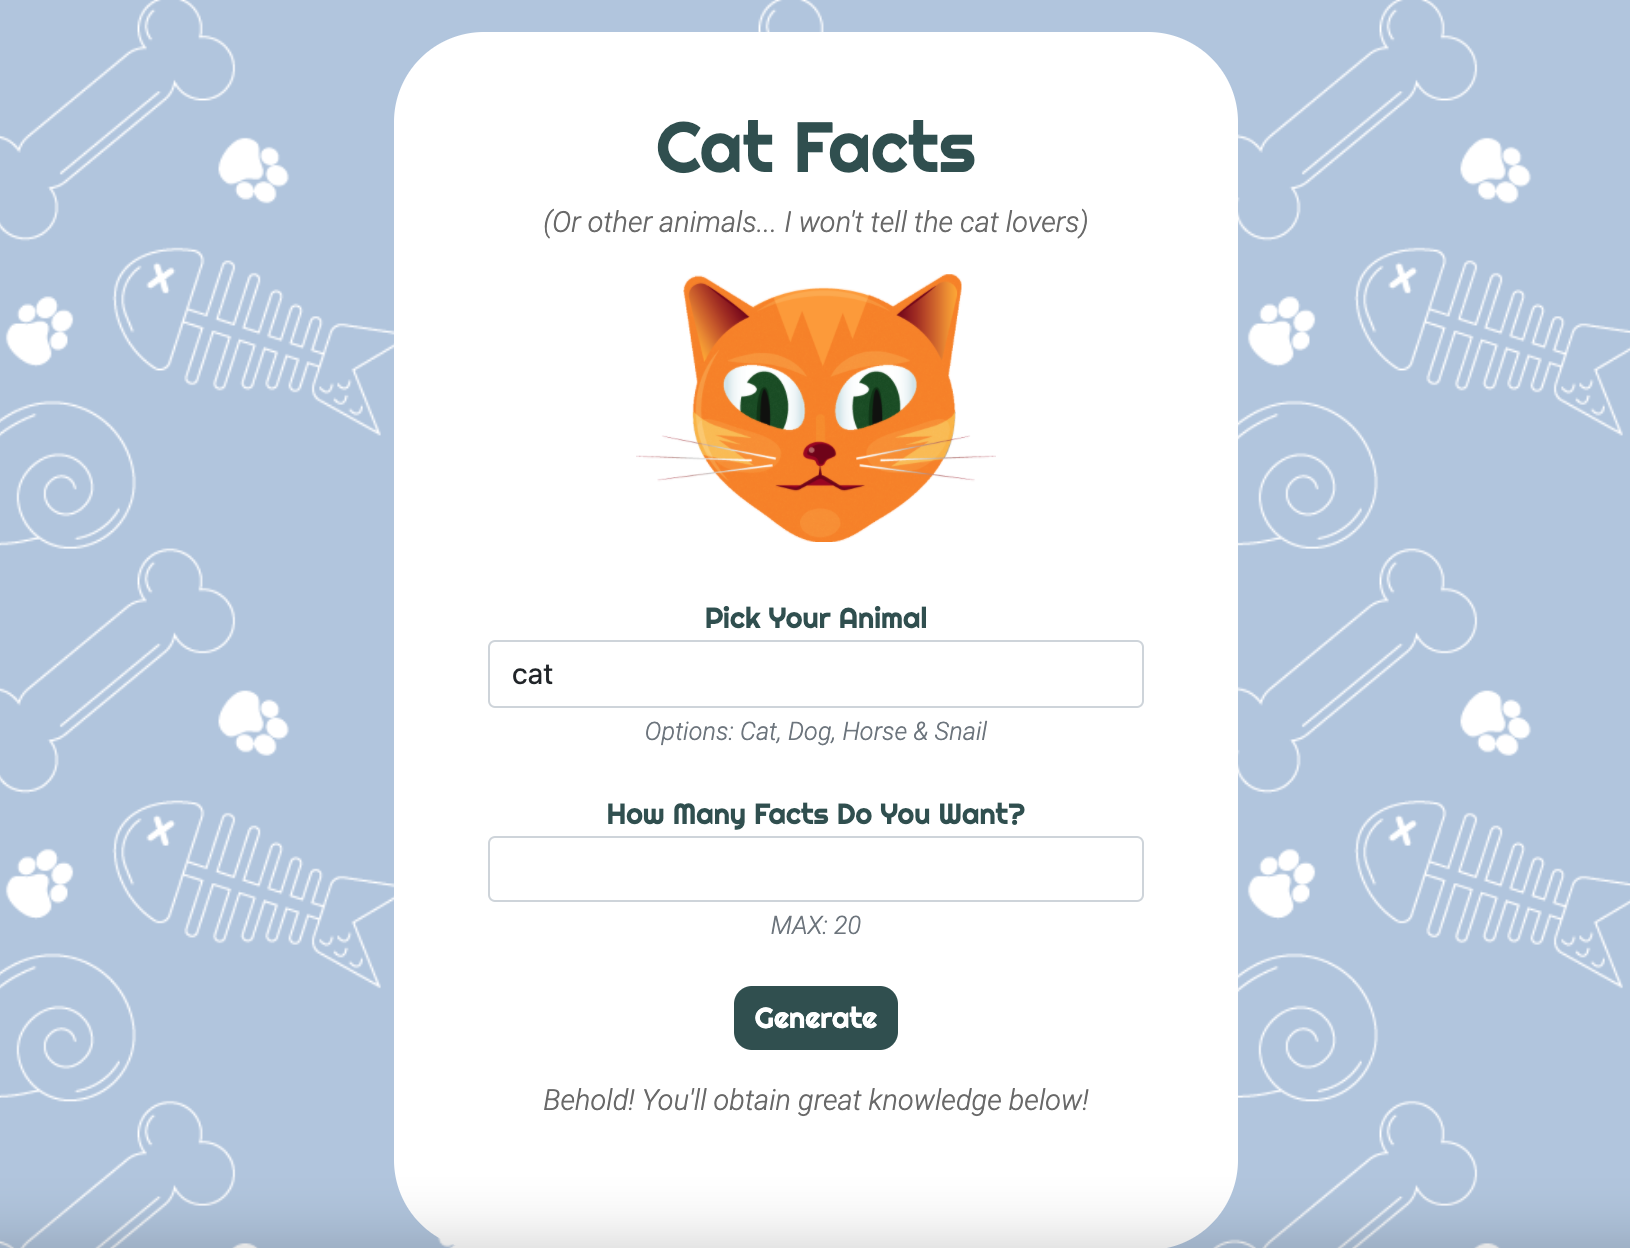 Cat Facts
(Or other animals... I won't tell the cat lovers)
Pick Your Animal
cat
Options: Cat, Dog, Horse & Snail
How Many Facts Do You Want?
MAX: 20
Generate
Behold! You'll obtain great knowledge below!